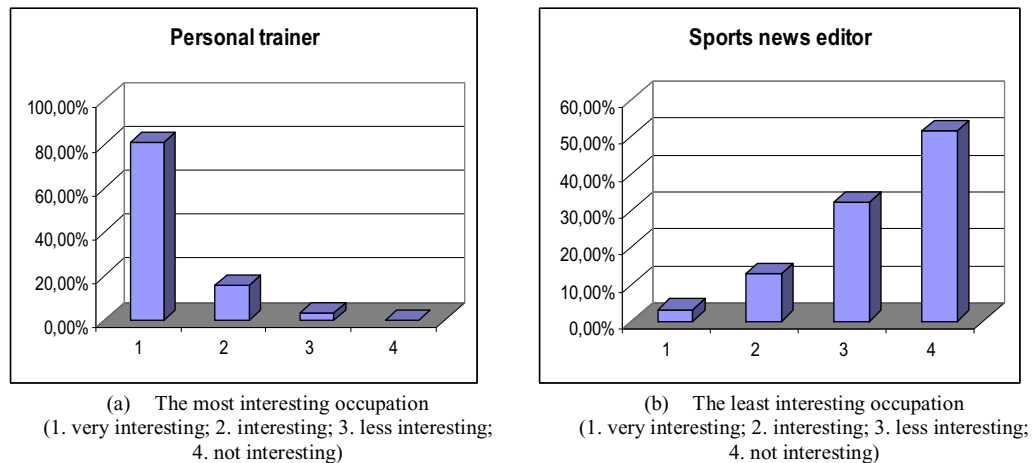 Personal trainer
100,00%
80,00%
60,00%
40,00%
20,00%
0,00%
1 2 3 4
(a) The most interesting occupation
(1. very interesting; 2. interesting; 3. less interesting;
4. not interesting)
Sports news editor
60,00%
50,00%
40,00%
30,00%
20,00%
10,00%
0,00%
1 2 3 4
(b) The least interesting occupation
(1. very interesting; 2. interesting; 3. less interesting;
4. not interesting)